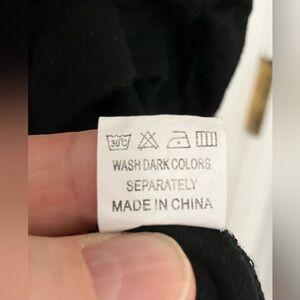 30°C
WASH DARK COLORS
SEPARATELY
MADE IN CHINA